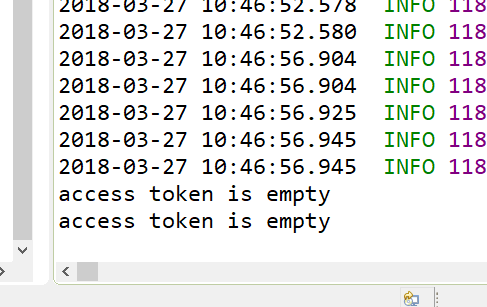 2018-03-27 10:46:52.578 INFO 118
2018-03-27 10:46:52.580 INFO 118
2018-03-27 10:46:56.904 INFO 118
2018-03-27 10:46:56.904 INFO 118
2018-03-27 10:46:56.925 INFO 118
2018-03-27 10:46:56.945 INFO 118
2018-03-27 10:46:56.945 INFO 118
access token is empty
access token is empty